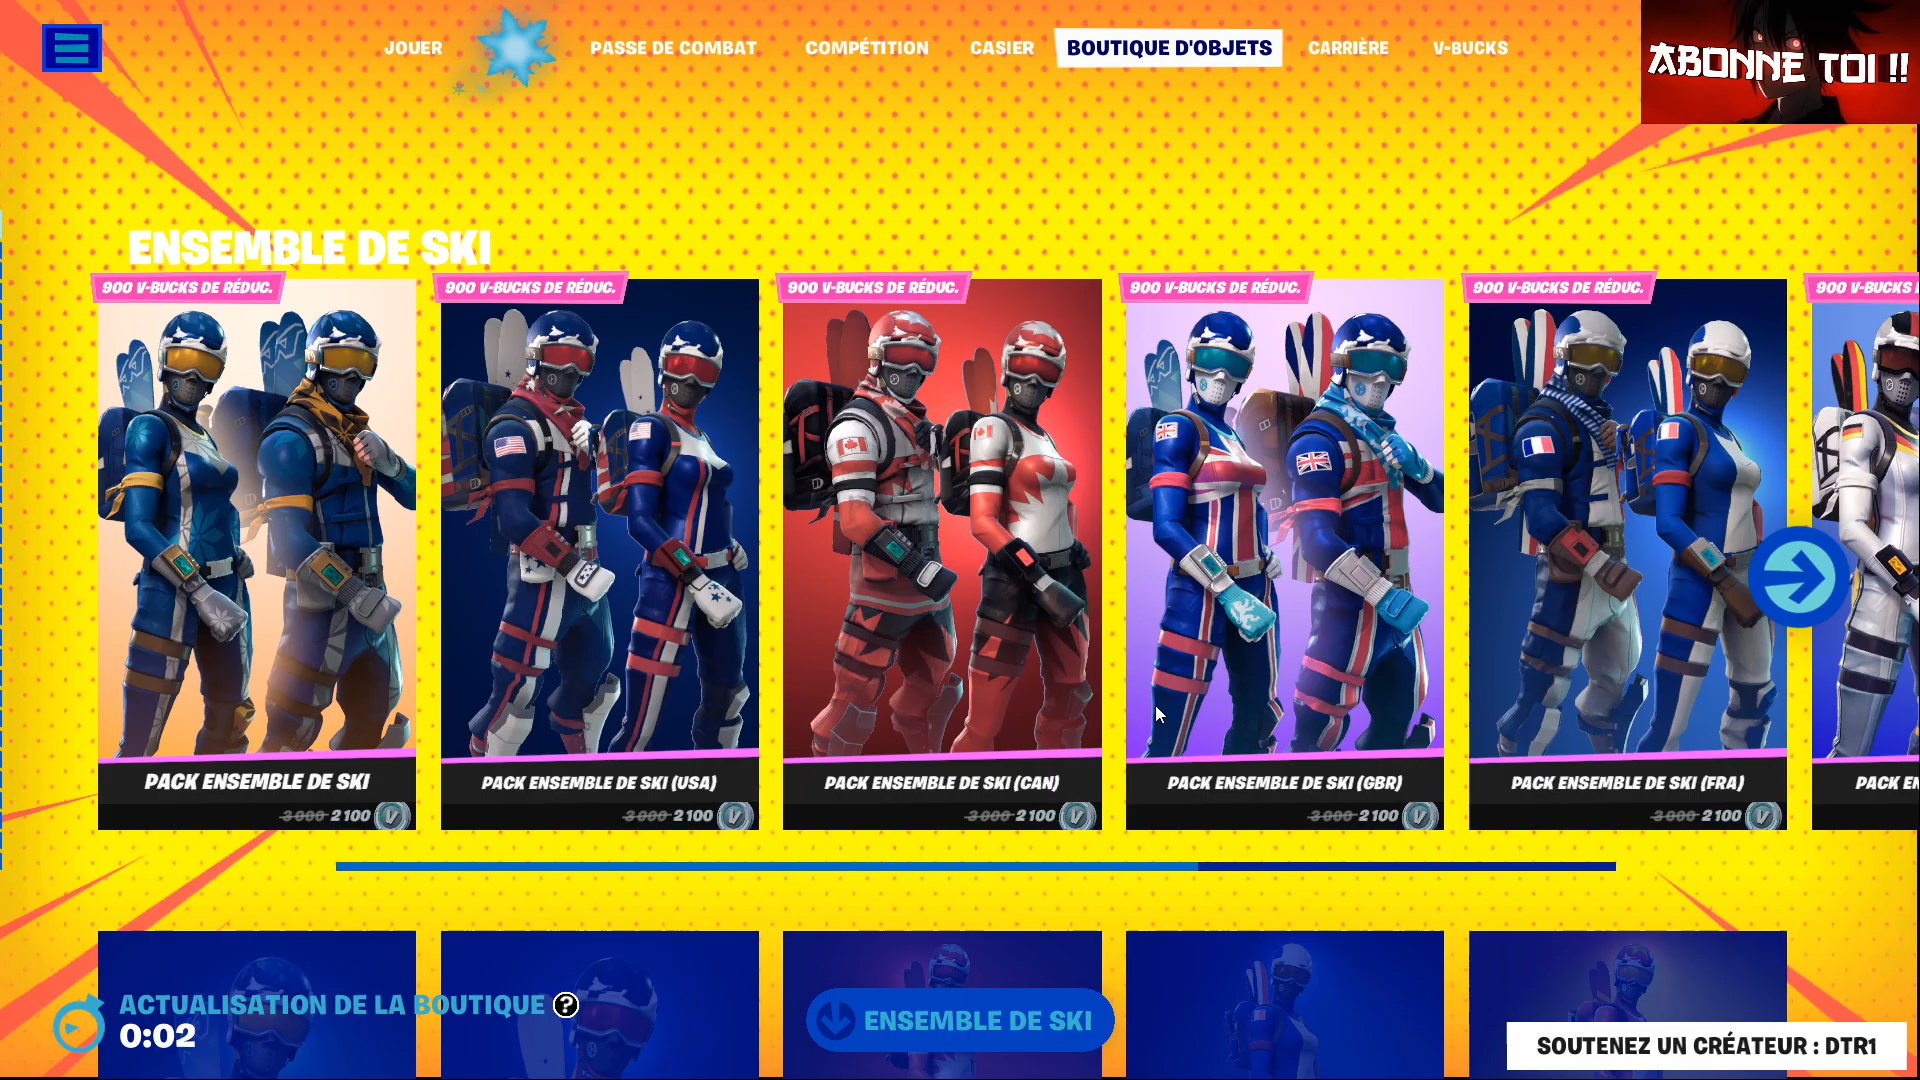 JOUER
PASSE DE COMBAT
COMPÉTITION
CASIER
BOUTIQUE D'OBJETS
CARRIÈRE
V-BUCKS
ABONNE TOI !!
ENSEMBLE DE SKI
900 V-BUCKS DE RÉDUC.
900 V-BUCKS DE RÉDUC.
900 V-BUCKS DE RÉDUC.
900 V-BUCKS DE RÉDUC.
900 V-BUCKS DE RÉDUC.
900 V-BUCKS
PACK ENSEMBLE DE SKI
PACK ENSEMBLE DE SKI (USA)
PACK ENSEMBLE DE SKI (CAN)
PACK ENSEMBLE DE SKI (GBR)
PACK ENSEMBLE DE SKI (FRA)
PACK EN
3 000 2 100
3 000 2 100
3 000 2 100
3 000 2 100
3 000 2 100
ACTUALISATION DE LA BOUTIQUE ?
0:02
ENSEMBLE DE SKI
SOUTENEZ UN CRÉATEUR : DTR1